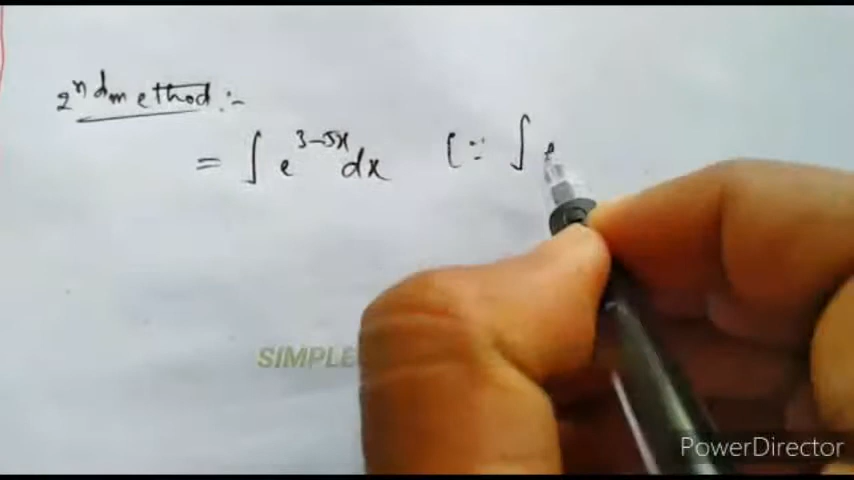 2nd method :-
= ∫ e^{3-5x} dx [∵ ∫ e
SIMPLE
PowerDirector